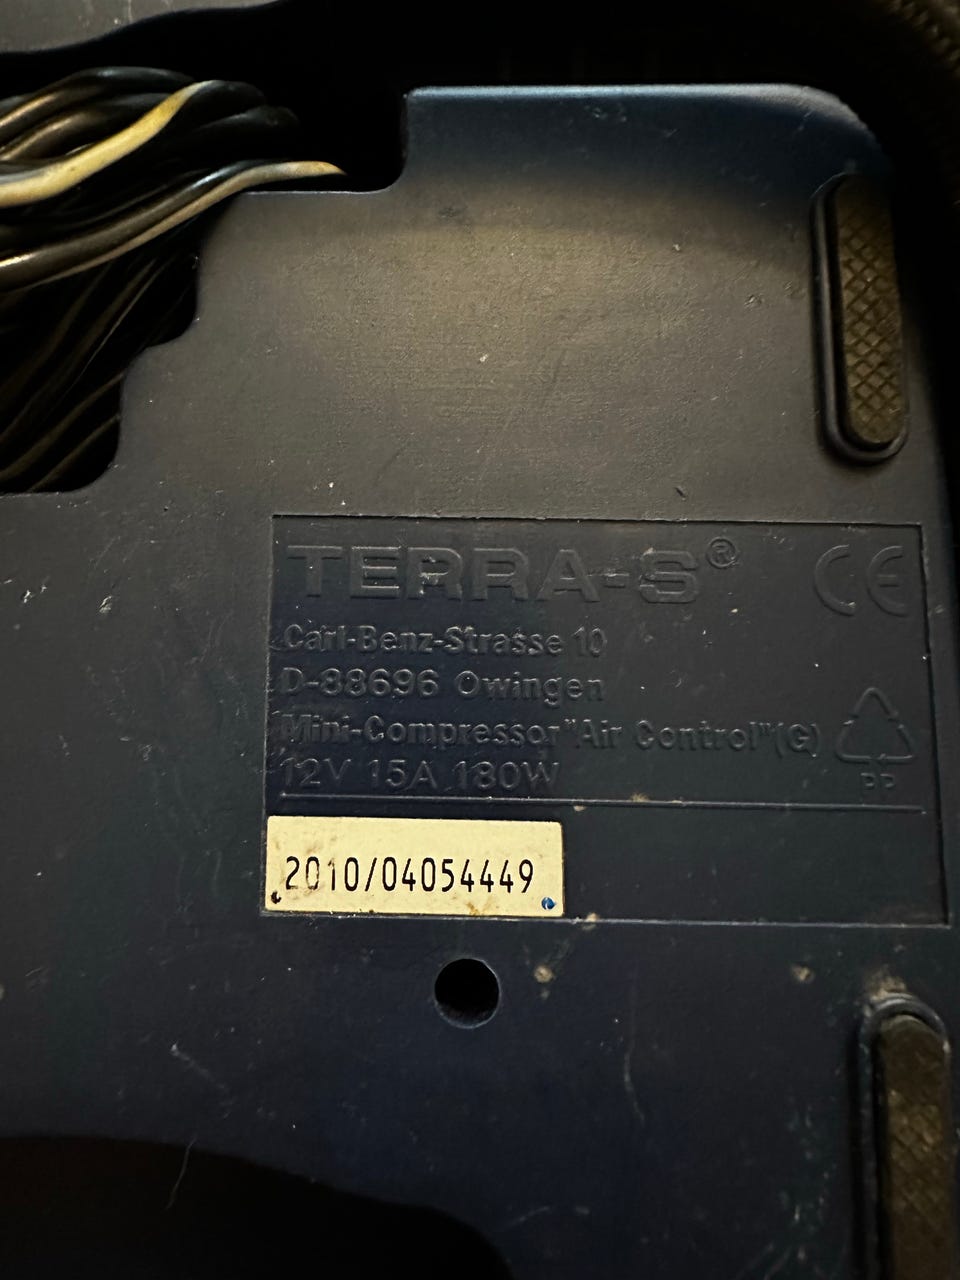 TERRA-S®
CE
Carl-Benz-Strasse 10
D-88696 Owingen
Mini-Compressor "Air Control" (G)
12V 15A 180W
PP
2010/04054449